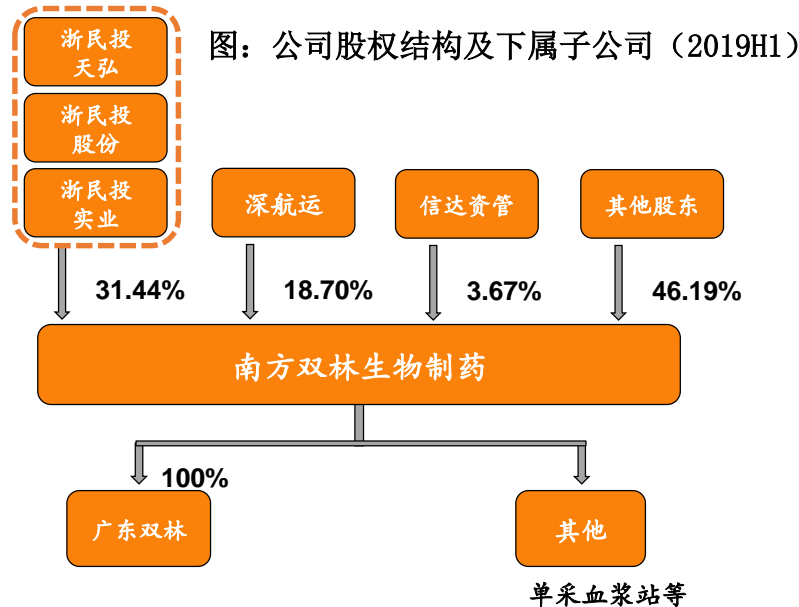 图：公司股权结构及下属子公司（2019H1）
浙民投
天弘
浙民投
股份
浙民投
实业
深航运
信达资管
其他股东
31.44%
18.70%
3.67%
46.19%
南方双林生物制药
100%
广东双林
其他
单采血浆站等